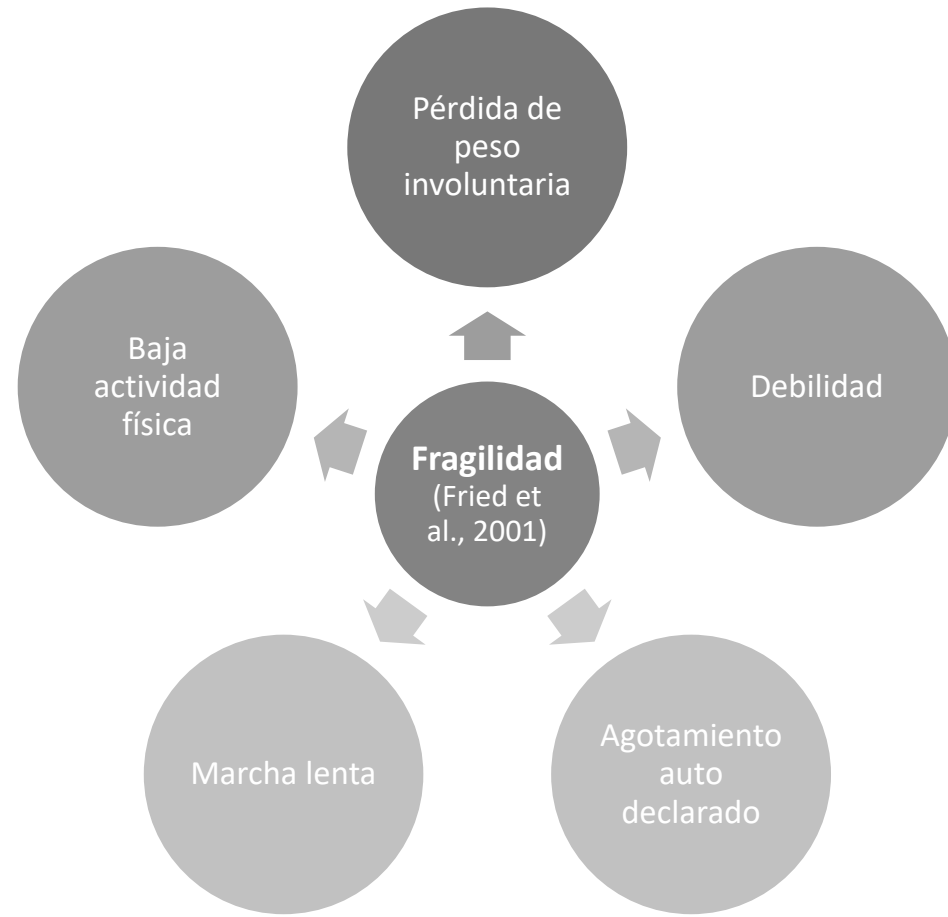 Pérdida de
peso
involuntaria
Baja
actividad
física
Debilidad
Fragilidad
(Fried et
al., 2001)
Marcha lenta
Agotamiento
auto
declarado